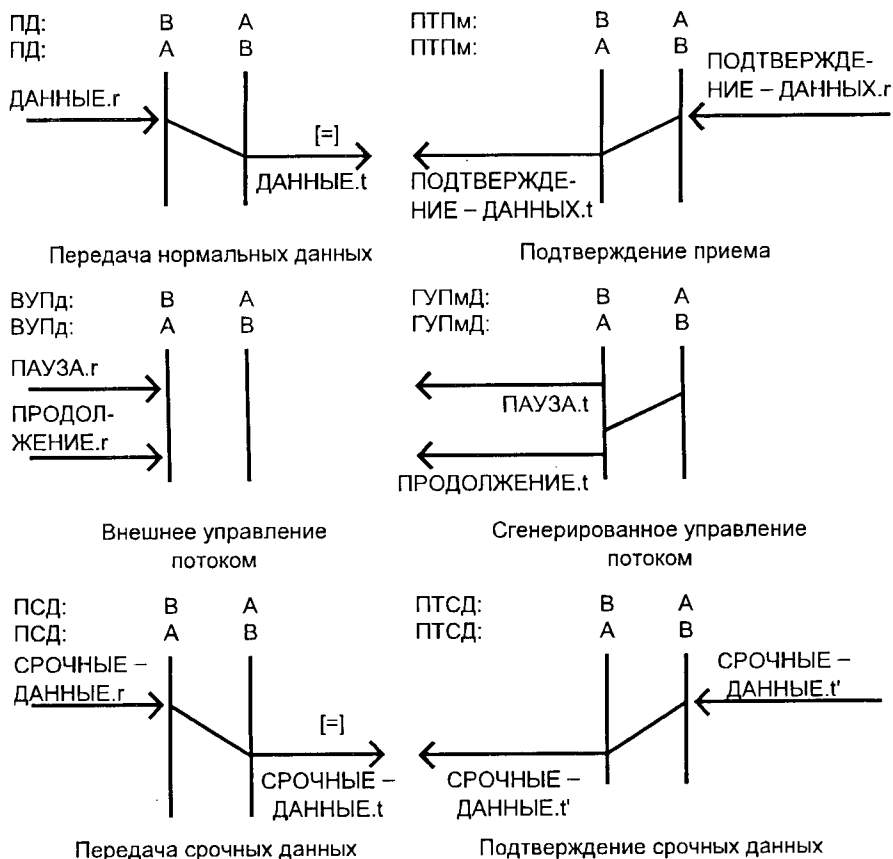 ПД: В А
ПД: А В
ДАННЫЕ.r
[=]
ДАННЫЕ.t
Передача нормальных данных
ПТПм: В А
ПТПм: А В
ПОДТВЕРЖДЕ-
НИЕ – ДАННЫХ.r
ПОДТВЕРЖДЕ-
НИЕ – ДАННЫХ.t
Подтверждение приема
ВУПд: В А
ВУПд: А В
ПАУЗА.r
ПРОДОЛ-
ЖЕНИЕ.r
Внешнее управление
потоком
ГУПмД: В А
ГУПмД: А В
ПАУЗА.t
ПРОДОЛЖЕНИЕ.t
Сгенерированное управление
потоком
ПСД: В А
ПСД: А В
СРОЧНЫЕ –
ДАННЫЕ.r
[=]
СРОЧНЫЕ –
ДАННЫЕ.t
Передача срочных данных
ПТСД: В А
ПТСД: А В
СРОЧНЫЕ –
ДАННЫЕ.t'
СРОЧНЫЕ –
ДАННЫЕ.t'
Подтверждение срочных данных